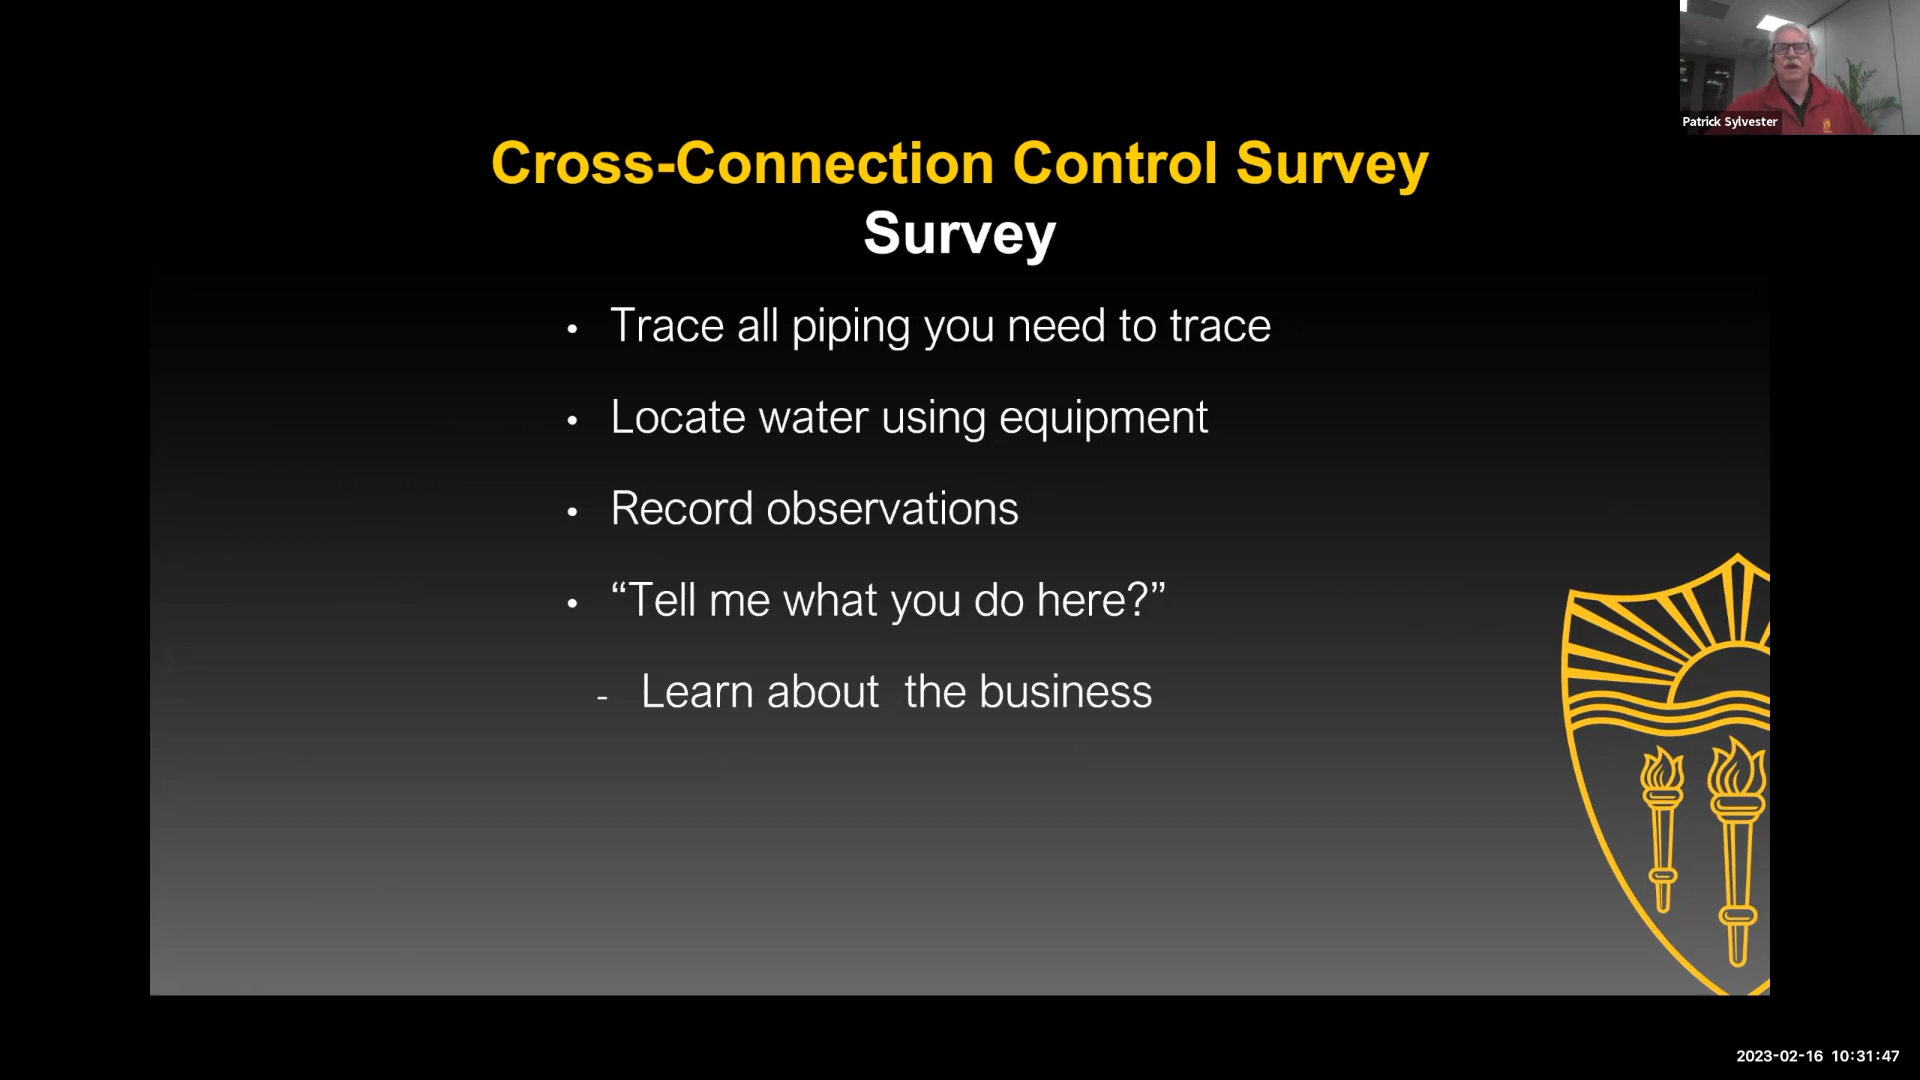 Patrick Sylvester
Cross-Connection Control Survey
Survey
• Trace all piping you need to trace
• Locate water using equipment
• Record observations
• “Tell me what you do here?”
- Learn about  the business
2023-02-16 10:31:47